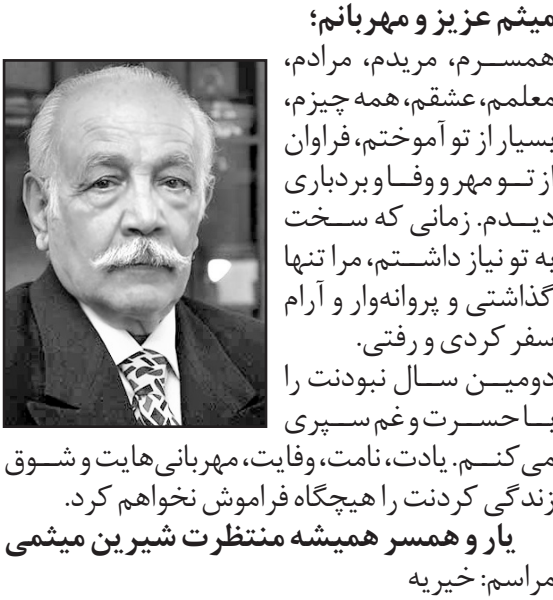 میثم عزیز و مهربانم؛
همسرم، مریدم، مرادم،
معلمم، عشقم، همه چیزم،
بسیار از تو آموختم، فراوان
از تو مهر و وفا و بردباری
دیدم. زمانی که سخت
به تو نیاز داشتم، مرا تنها
گذاشتی و پروانه‌وار و آرام
سفر کردی و رفتی.
دومین سال نبودنت را
با حسرت و غم سپری
می‌کنم. یادت، نامت، وفایت، مهربانی‌هایت و شوق
زندگی کردنت را هیچگاه فراموش نخواهم کرد.
یار و همسر همیشه منتظرت شیرین میثمی
مراسم: خیریه